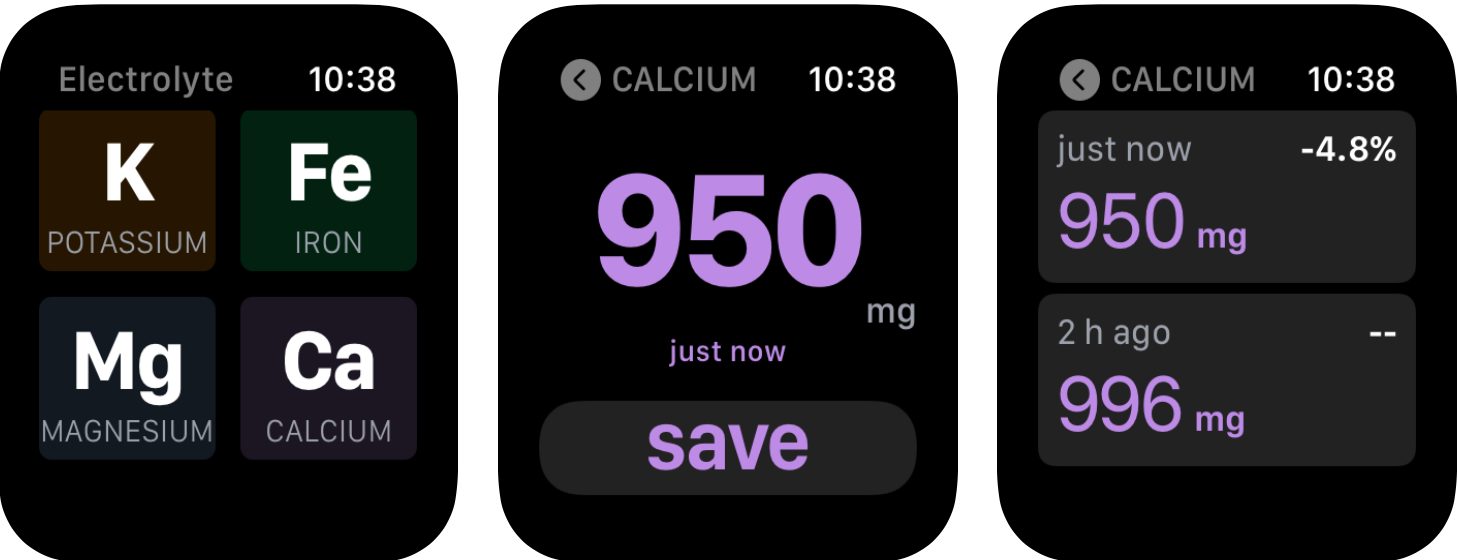 Electrolyte 10:38
K Fe
POTASSIUM IRON
Mg Ca
MAGNESIUM CALCIUM
CALCIUM 10:38
950
mg
just now
save
CALCIUM 10:38
just now -4.8%
950 mg
2 h ago --
996 mg